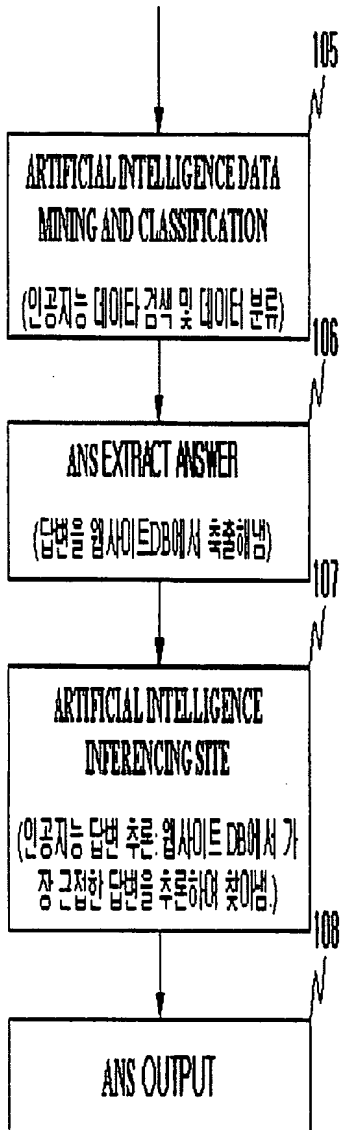 105
ARTIFICIAL INTELLIGENCE DATA
MINING AND CLASSIFICATION
(인공지능 데이타 검색 및 데이터 분류)
106
ANS EXTRACT ANSWER
(답변을 웹사이트DB에서 축출해냄)
107
ARTIFICIAL INTELLIGENCE
INFERENCING SITE
(인공지능 답변 추론: 웹사이트 DB에서 가
장 근접한 답변을 추론하여 찾아냄.)
108
ANS OUTPUT